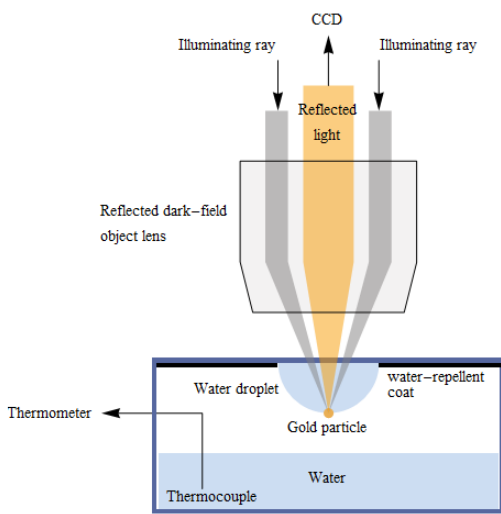 CCD
Illuminating ray
Illuminating ray
Reflected
light
Reflected dark−field
object lens
Water droplet
water−repellent
coat
Thermometer
Gold particle
Water
Thermocouple